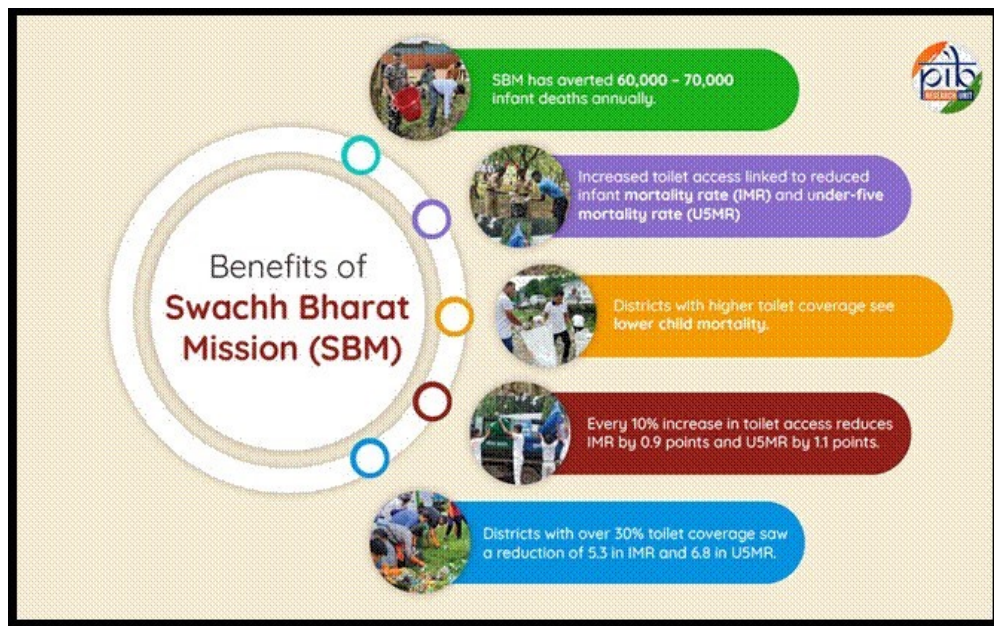 SBM has averted 60,000 – 70,000
infant deaths annually.
pib
RESEARCH UNIT
Increased toilet access linked to reduced
infant mortality rate (IMR) and under-five
mortality rate (U5MR)
Benefits of
Swachh Bharat
Mission (SBM)
Districts with higher toilet coverage see
lower child mortality.
Every 10% increase in toilet access reduces
IMR by 0.9 points and U5MR by 1.1 points.
Districts with over 30% toilet coverage saw
a reduction of 5.3 in IMR and 6.8 in U5MR.